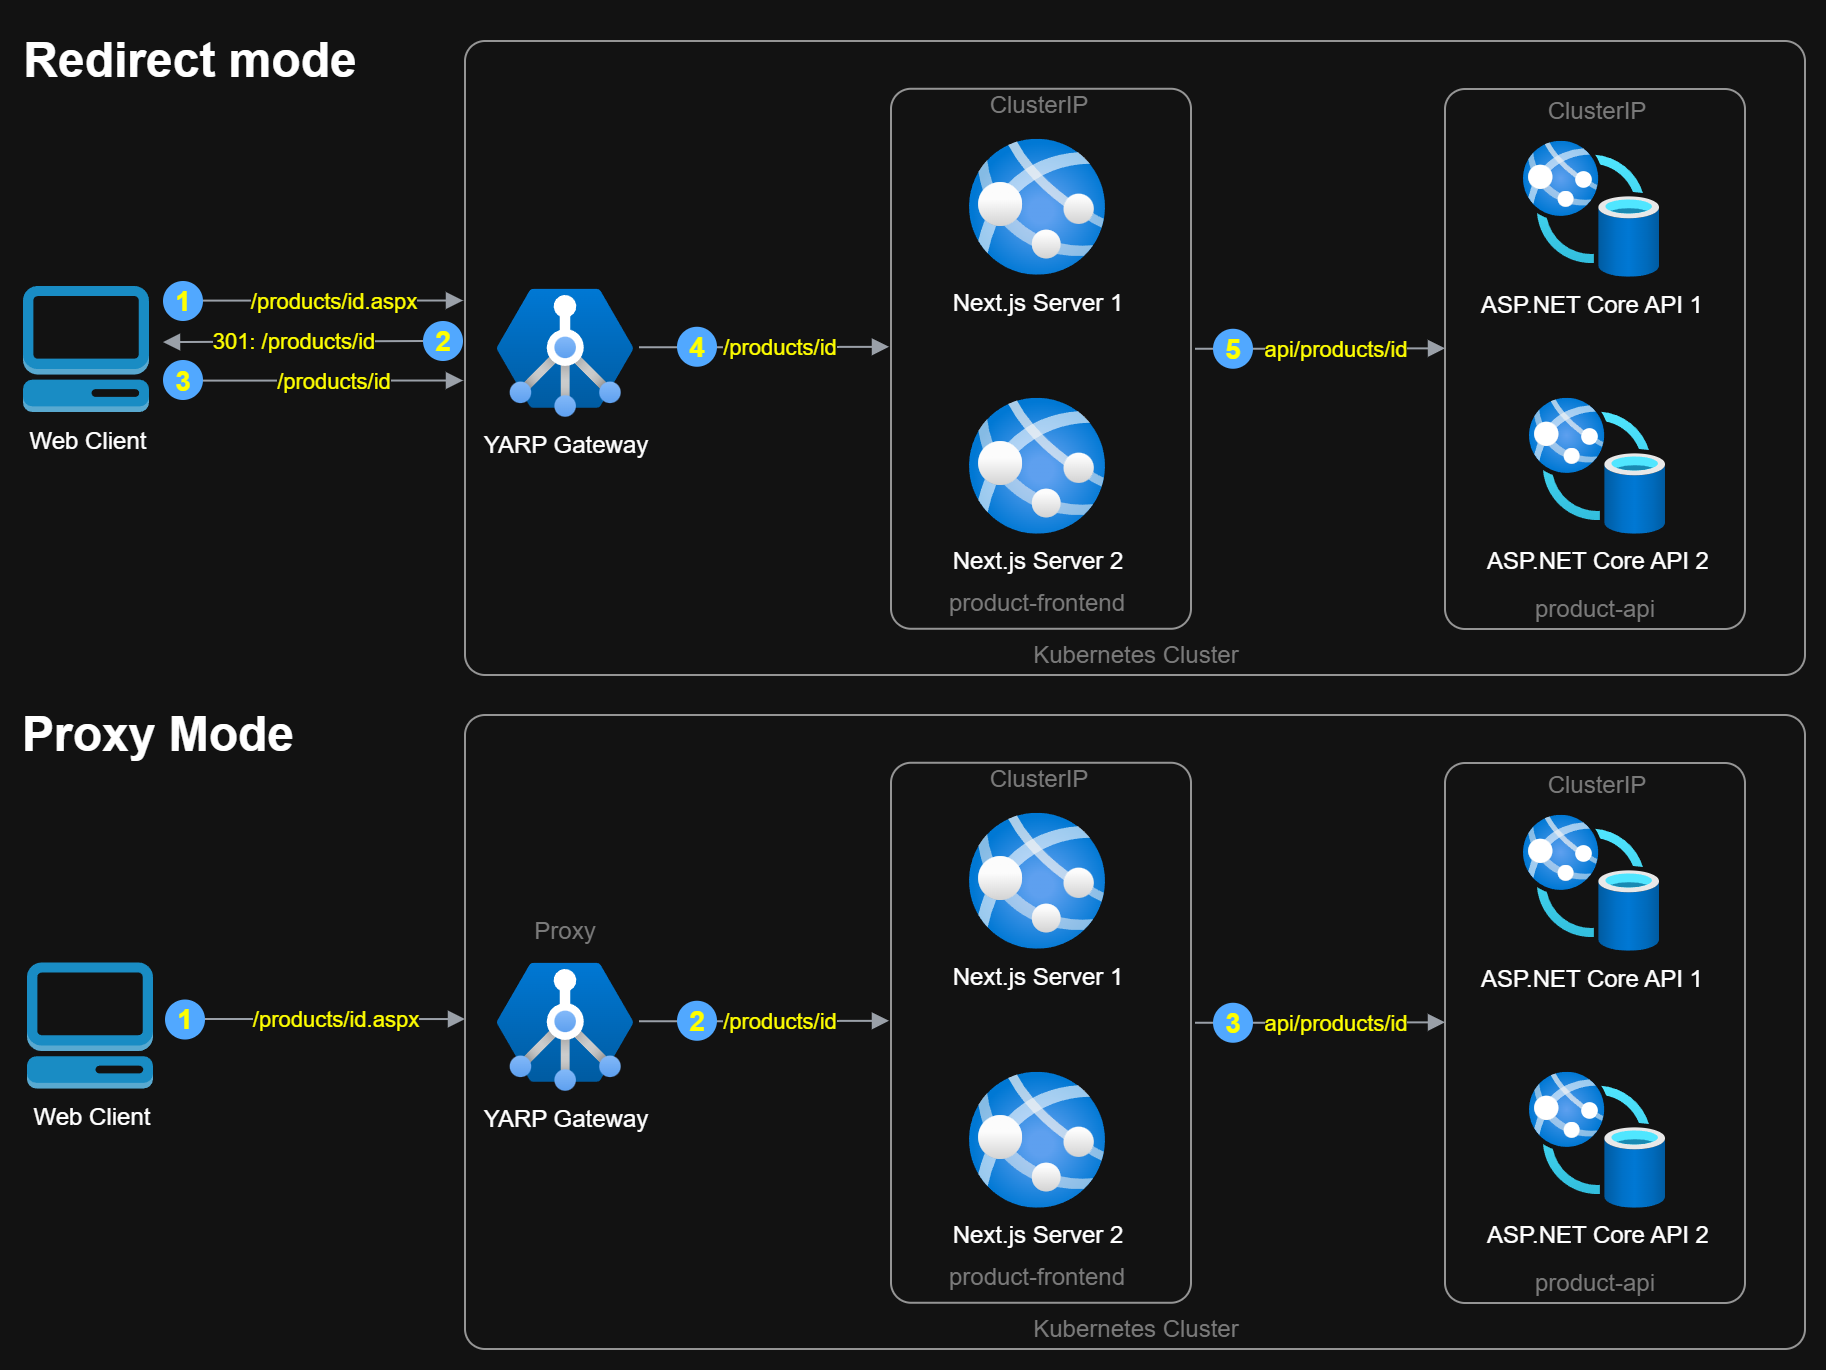 Redirect mode
ClusterIP
ClusterIP
Next.js Server 1
ASP.NET Core API 1
1
/products/id.aspx
301: /products/id
2
3
/products/id
4
/products/id
5
api/products/id
Web Client
YARP Gateway
Next.js Server 2
ASP.NET Core API 2
product-frontend
product-api
Kubernetes Cluster
Proxy Mode
ClusterIP
ClusterIP
Proxy
Next.js Server 1
ASP.NET Core API 1
1
/products/id.aspx
2
/products/id
3
api/products/id
Web Client
YARP Gateway
Next.js Server 2
ASP.NET Core API 2
product-frontend
product-api
Kubernetes Cluster